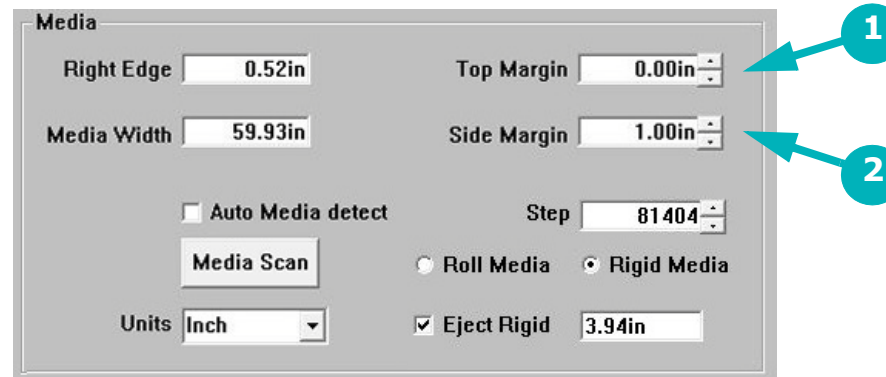 Media
Right Edge 0.52in Top Margin 0.00in 1
Media Width 59.93in Side Margin 1.00in 2
Auto Media detect Step 81404
Media Scan Roll Media Rigid Media
Units Inch Eject Rigid 3.94in